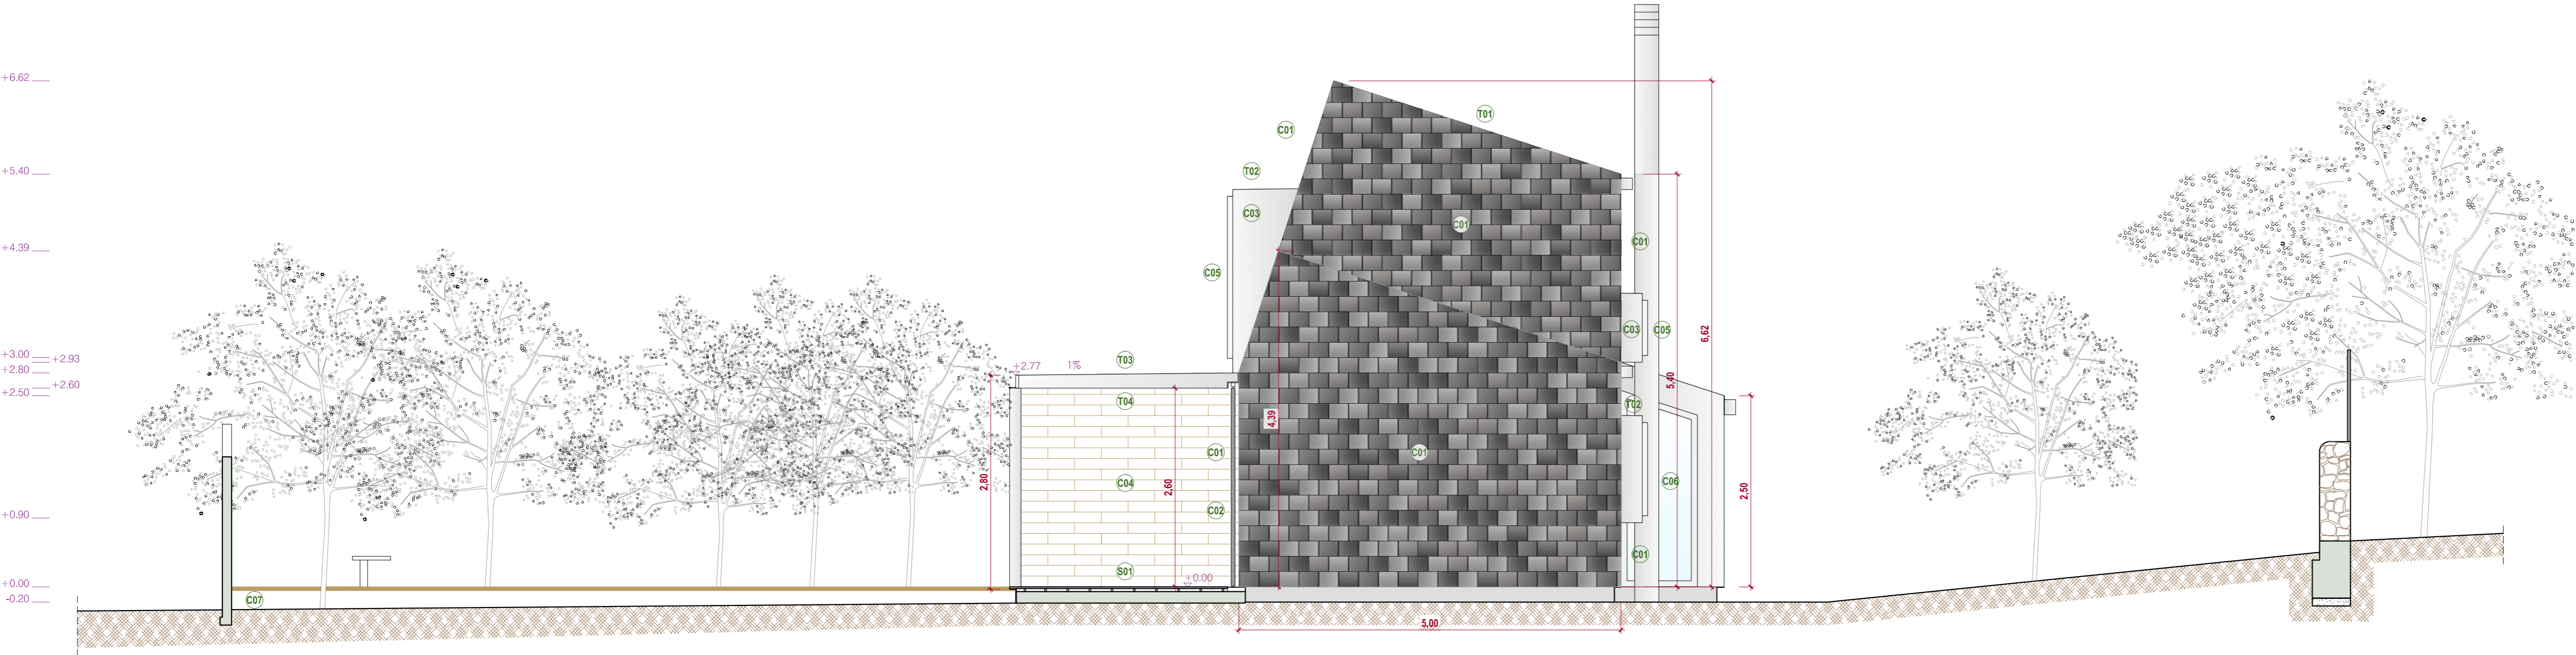 +6.62
T01
C01
+5.40
T02
C03
C01
C01
+4.39
C05
C03
C05
6,62
+3.00
+2.93
+2.80
T03
+2.77
1%
+2.60
+2.50
T04
5,40
T02
4,39
C01
C01
2,80
C04
2,60
C06
2,50
C02
+0.90
C01
S01
+0.00
+0.00
-0.20
C07
5,00